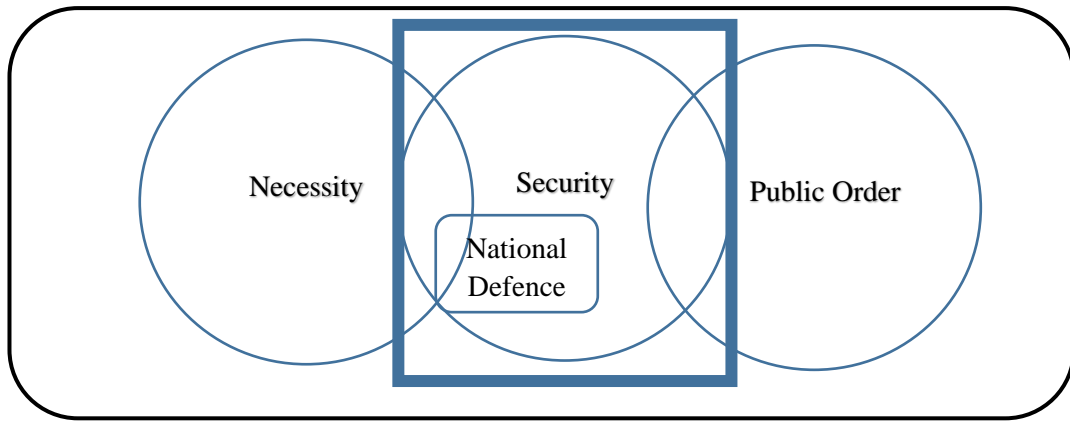 Necessity
Security
Public Order
National
Defence